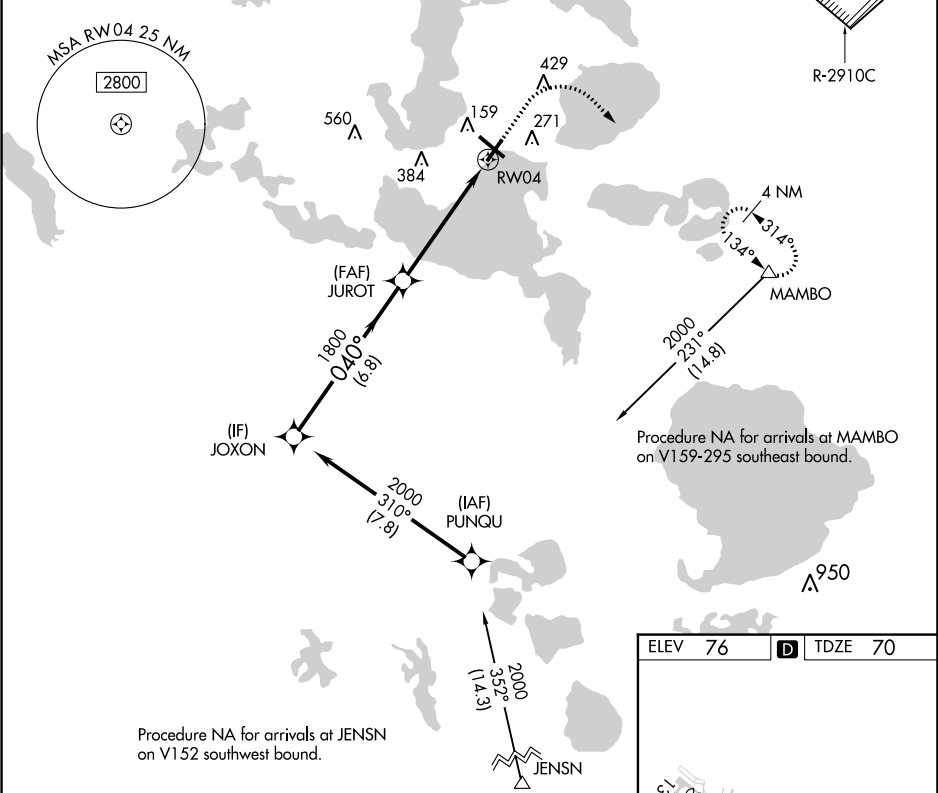 MSA RW04 25 NM
2800
R-2910C
429
560
159
271
384
RW04
4 NM
314°
134°
MAMBO
(FAF)
JUROT
1800
040°
(6.8)
2000
231°
(14.8)
(IF)
JOXON
Procedure NA for arrivals at MAMBO
on V159-295 southeast bound.
2000
310°
(7.8)
(IAF)
PUNQU
950
ELEV 76 D TDZE 70
2000
352°
(14.3)
Procedure NA for arrivals at JENSN
on V152 southwest bound.
JENSN